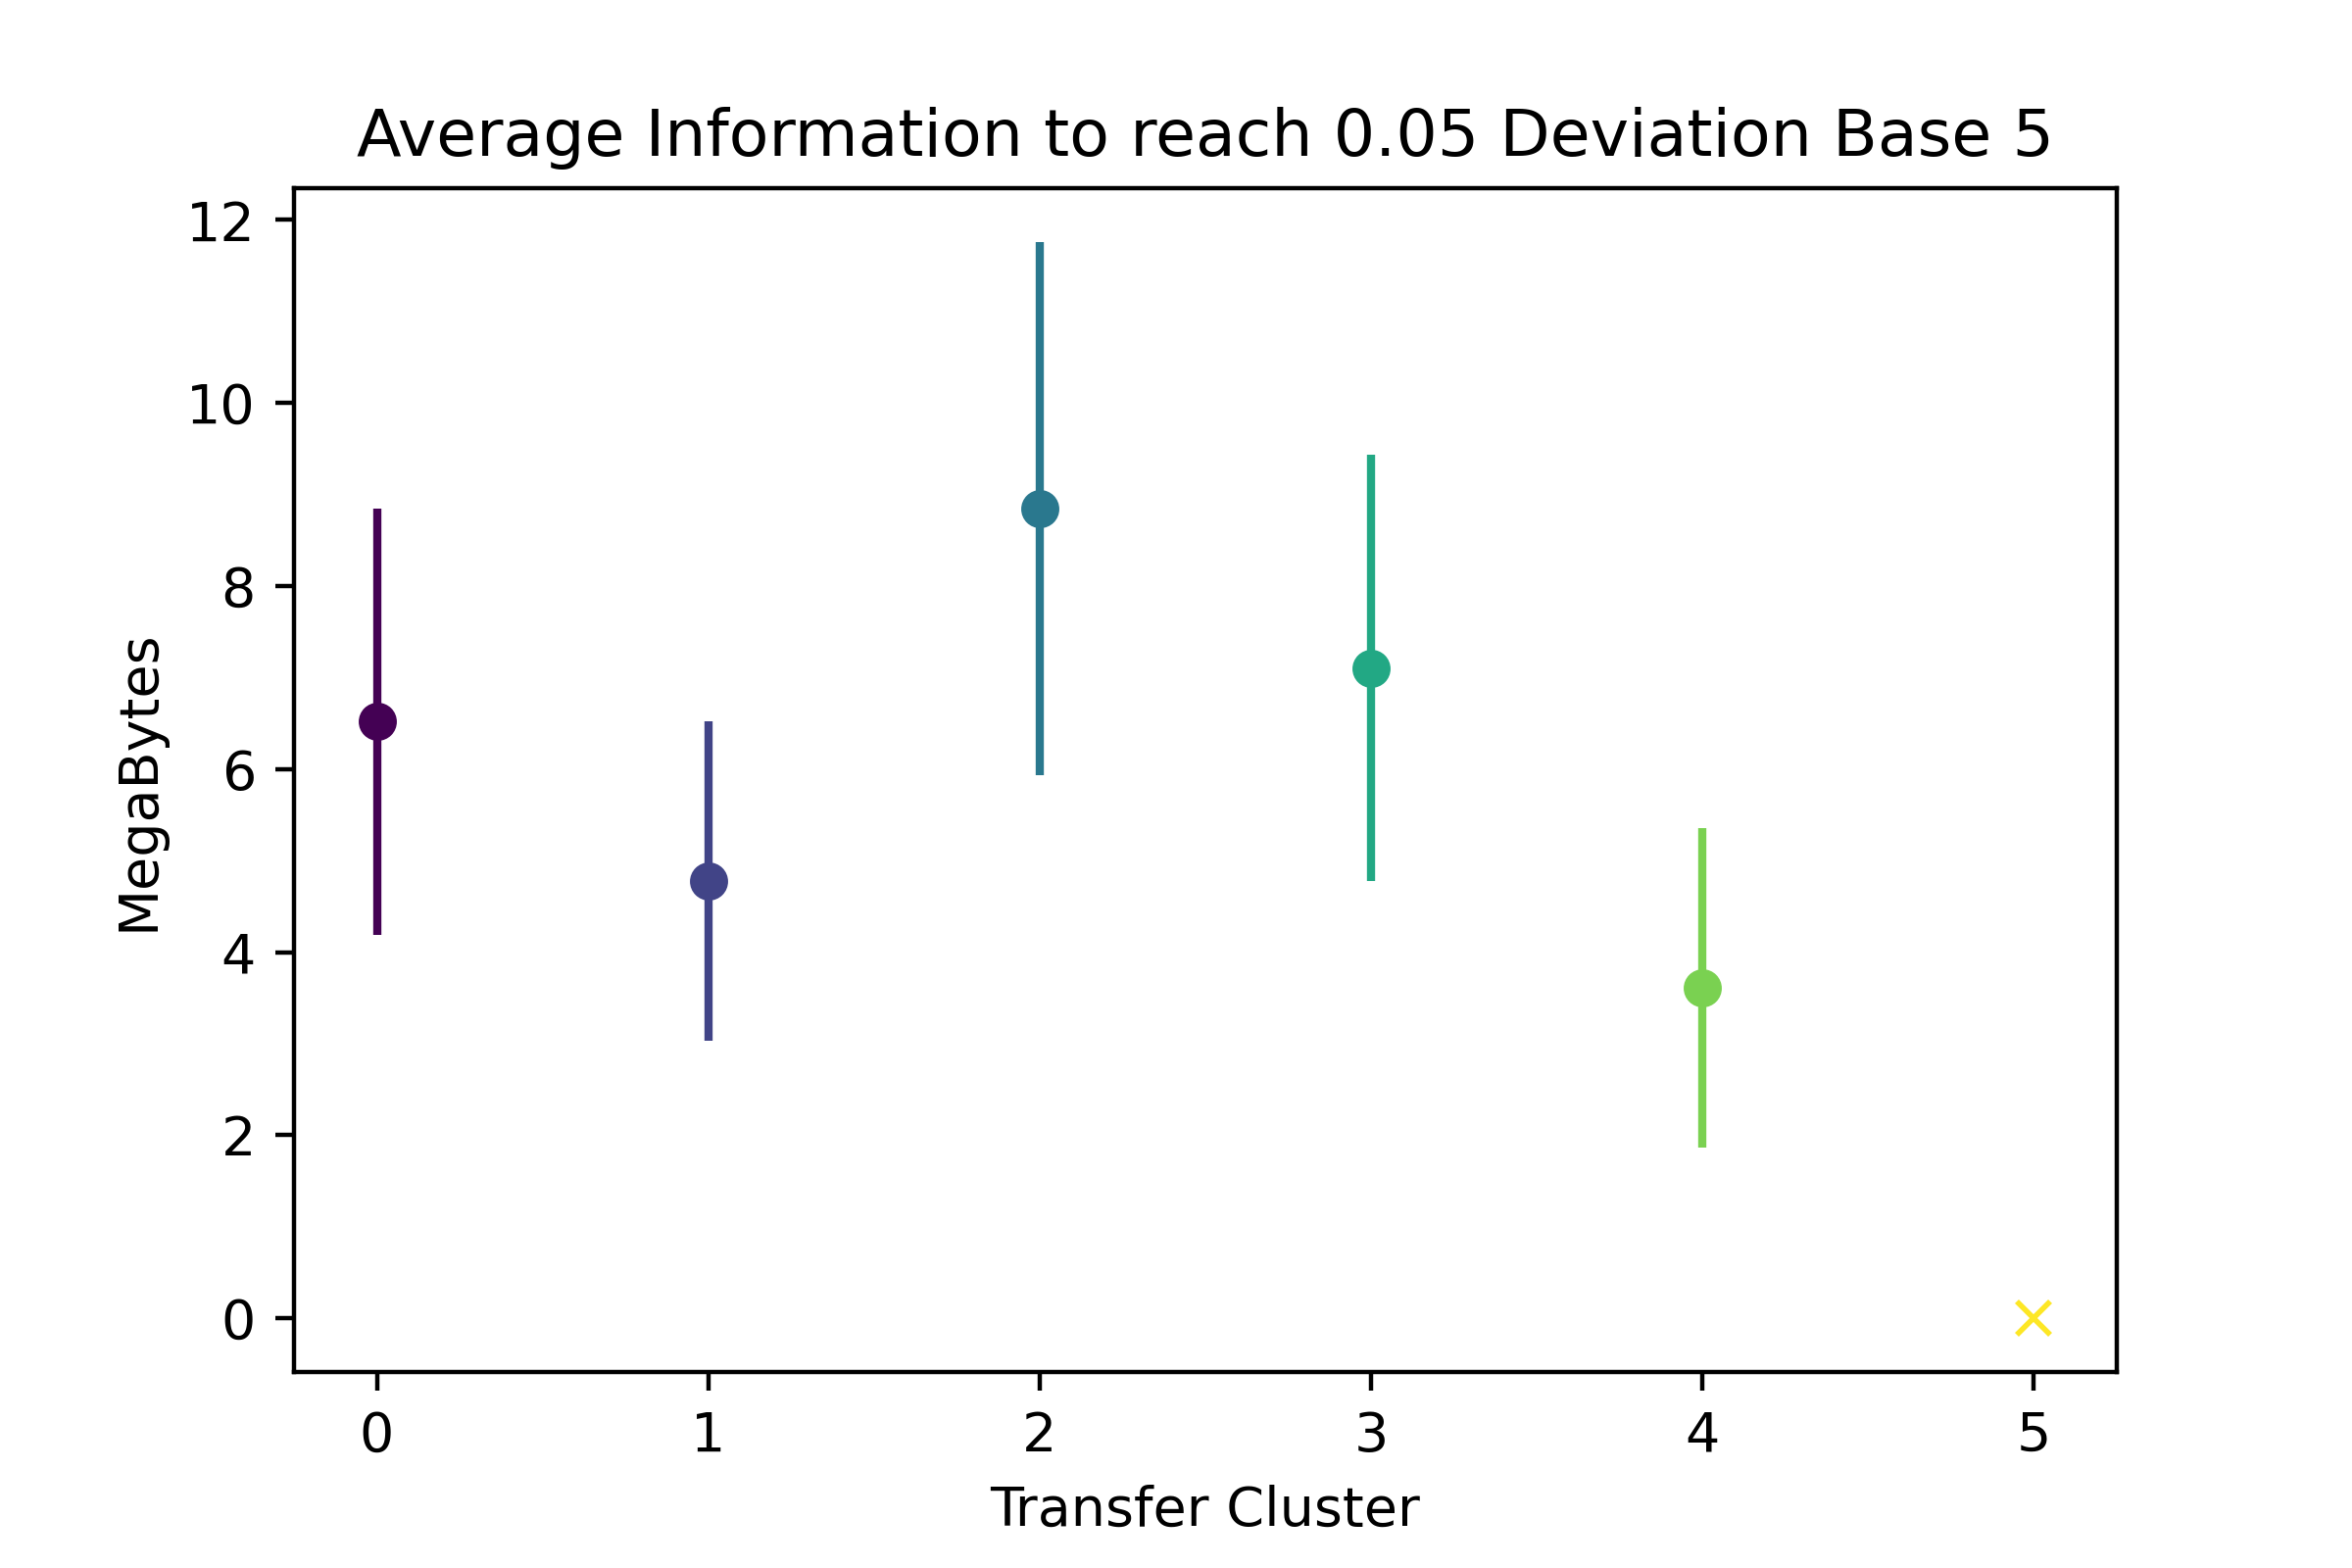 Average Information to reach 0.05 Deviation Base 5
12
10
8
6
4
2
0
MegaBytes
0 1 2 3 4 5
Transfer Cluster